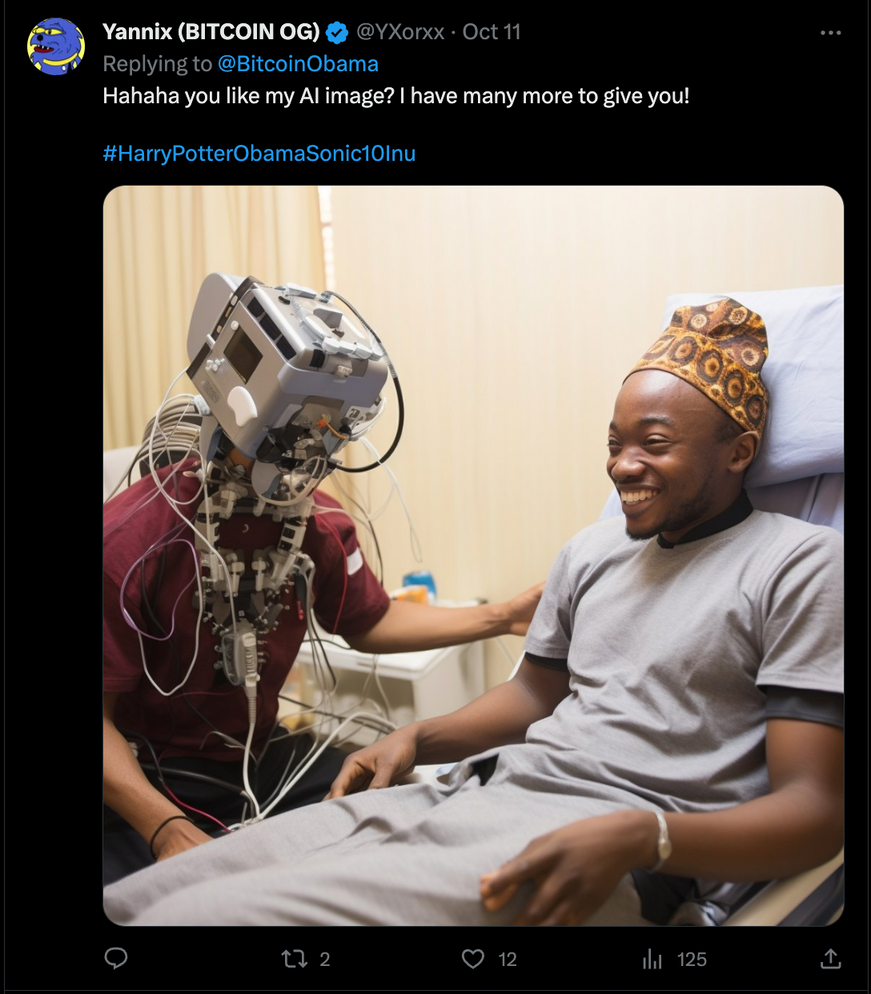 Yannix (BITCOIN OG) @YXorxx · Oct 11
Replying to @BitcoinObama
Hahaha you like my AI image? I have many more to give you!
#HarryPotterObamaSonic10Inu
2 12 125